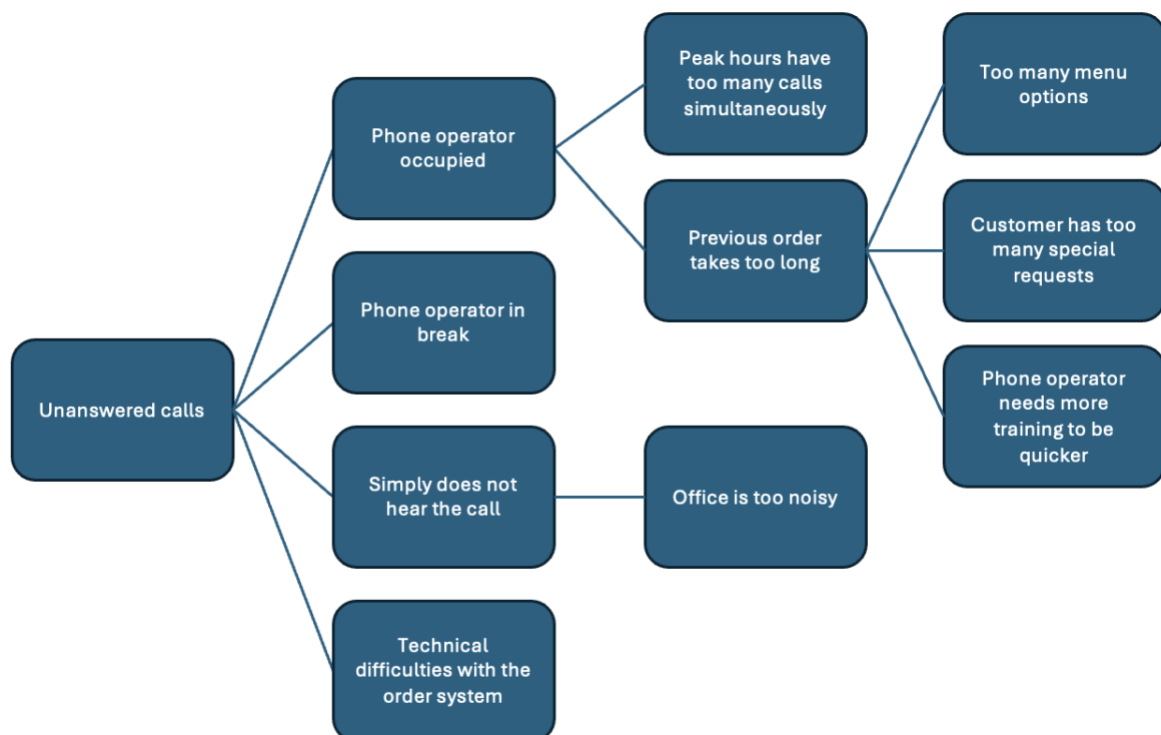 Unanswered calls
Phone operator
occupied
Phone operator in
break
Simply does not
hear the call
Technical
difficulties with the
order system
Peak hours have
too many calls
simultaneously
Previous order
takes too long
Office is too noisy
Too many menu
options
Customer has too
many special
requests
Phone operator
needs more
training to be
quicker